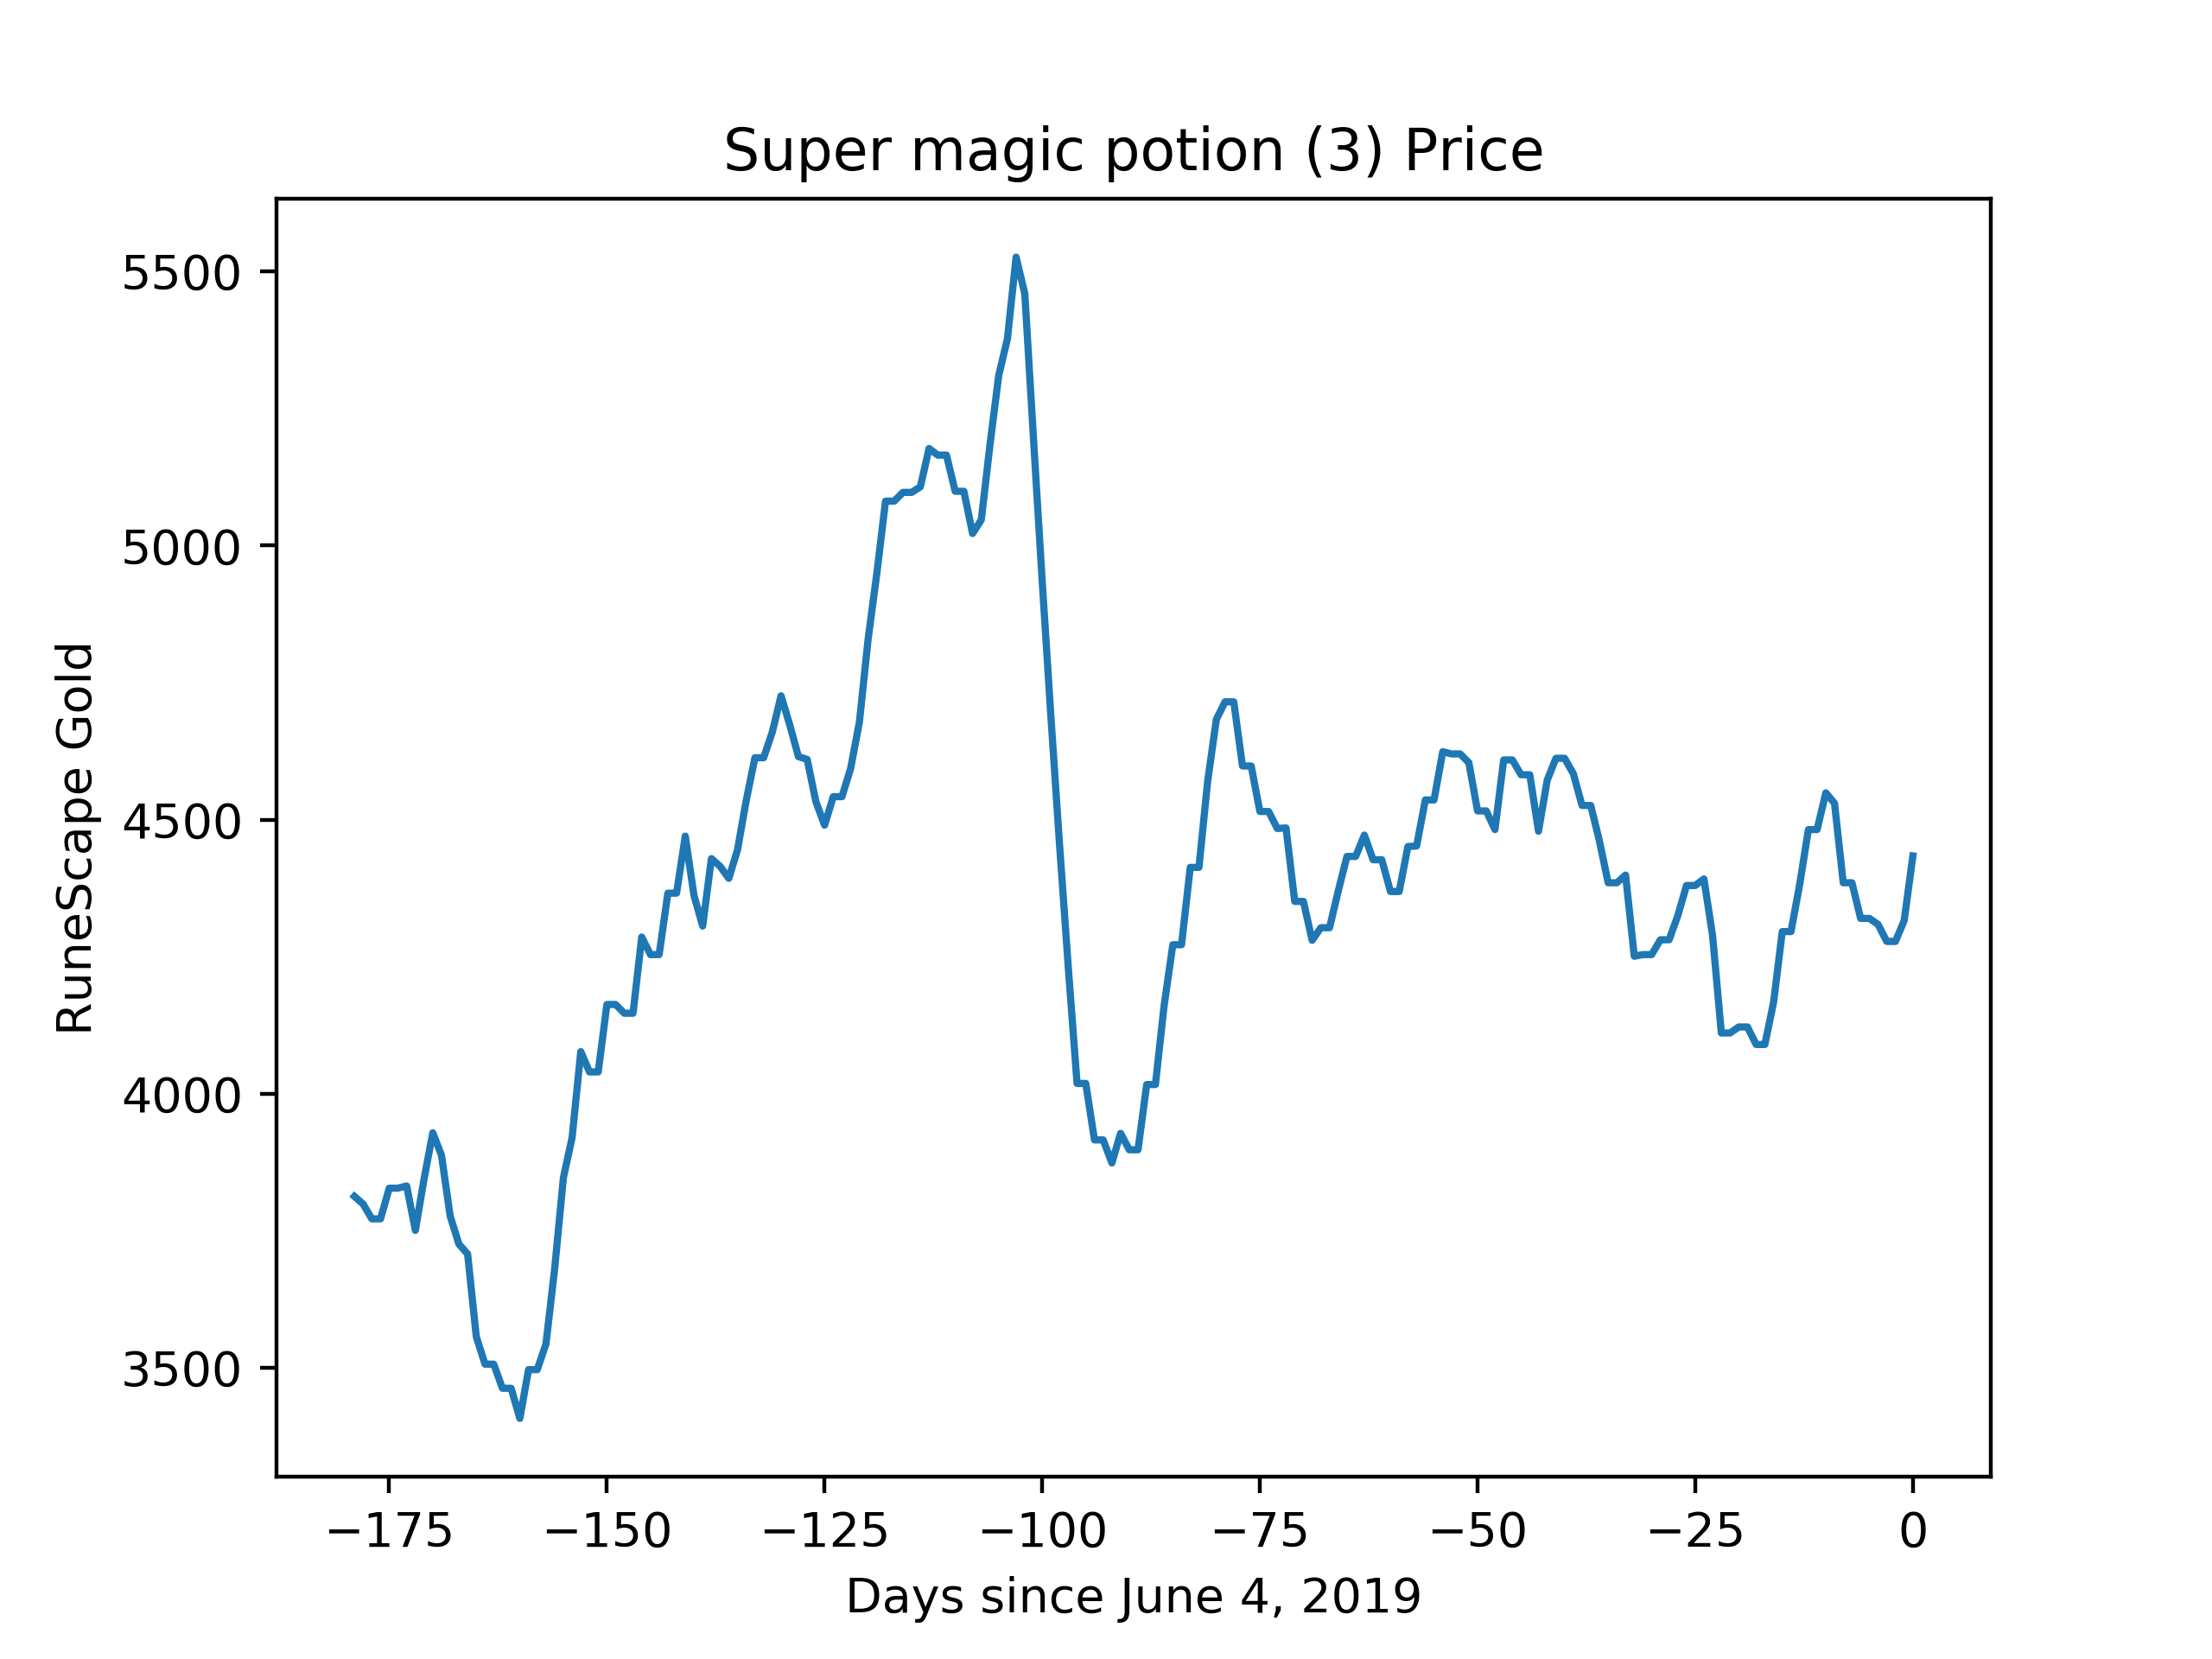 Super magic potion (3) Price
RuneScape Gold
5500
5000
4500
4000
3500
−175 −150 −125 −100 −75 −50 −25 0
Days since June 4, 2019